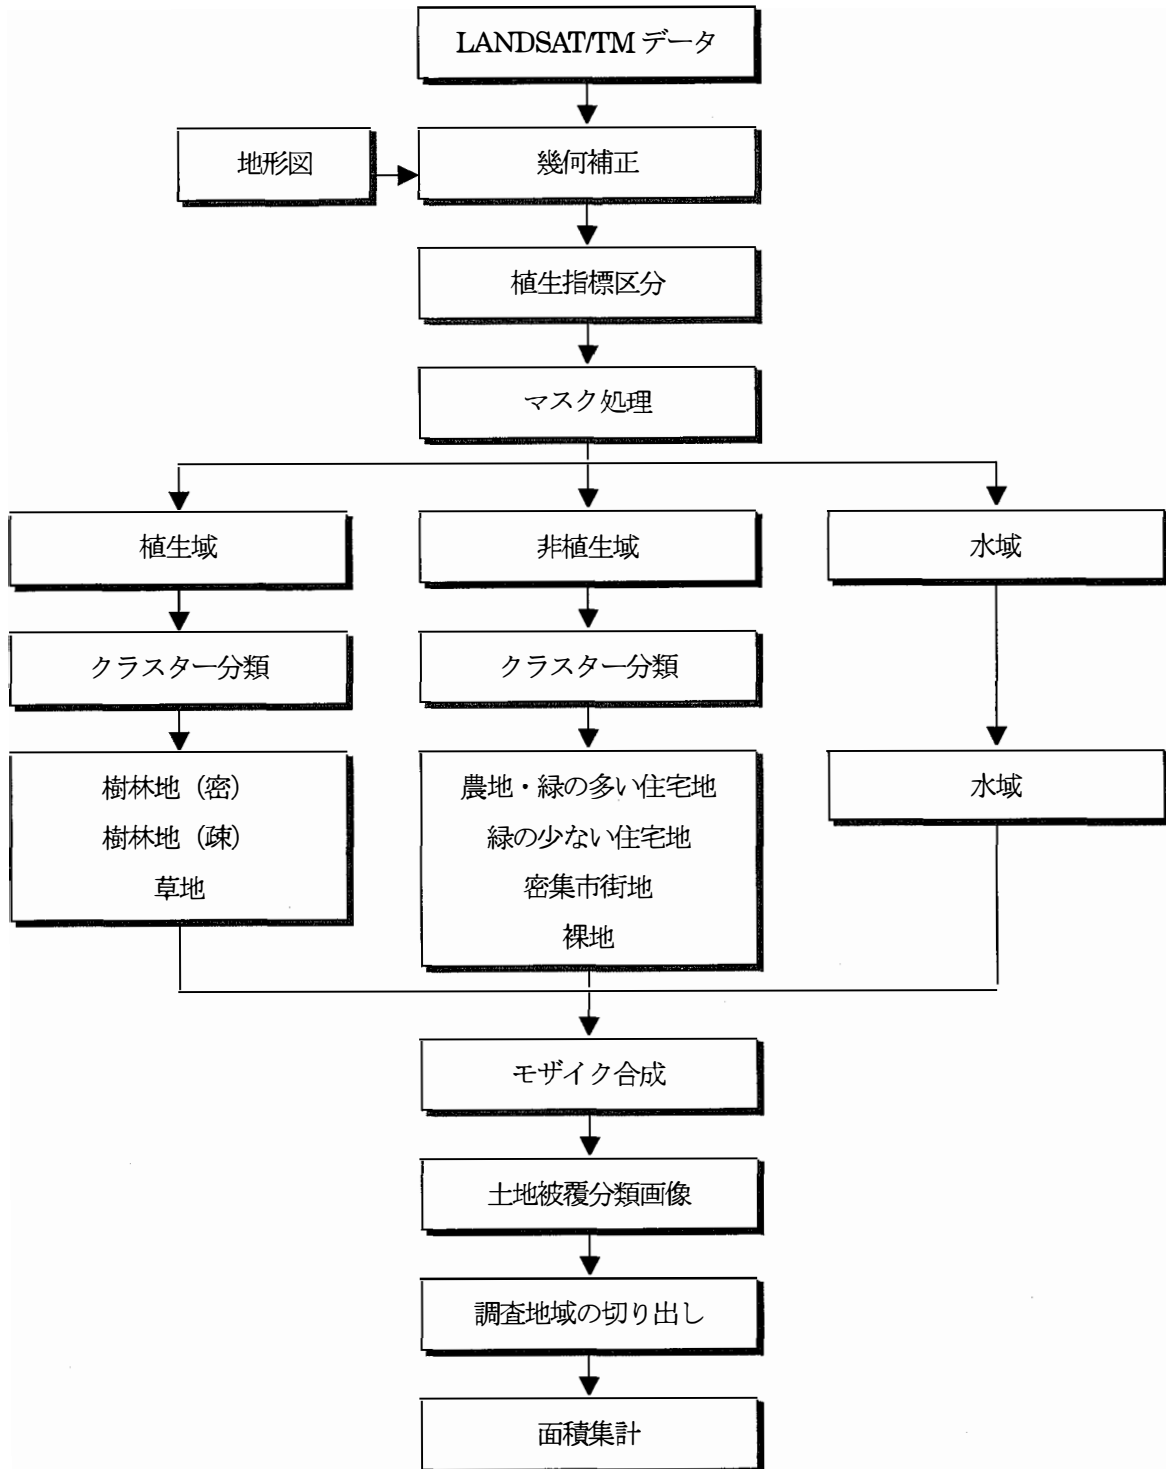 LANDSAT/TM データ
地形図
幾何補正
植生指標区分
マスク処理
植生域
非植生域
水域
クラスター分類
クラスター分類
樹林地（密）
樹林地（疎）
草地
農地・緑の多い住宅地
緑の少ない住宅地
密集市街地
裸地
水域
モザイク合成
土地被覆分類画像
調査地域の切り出し
面積集計